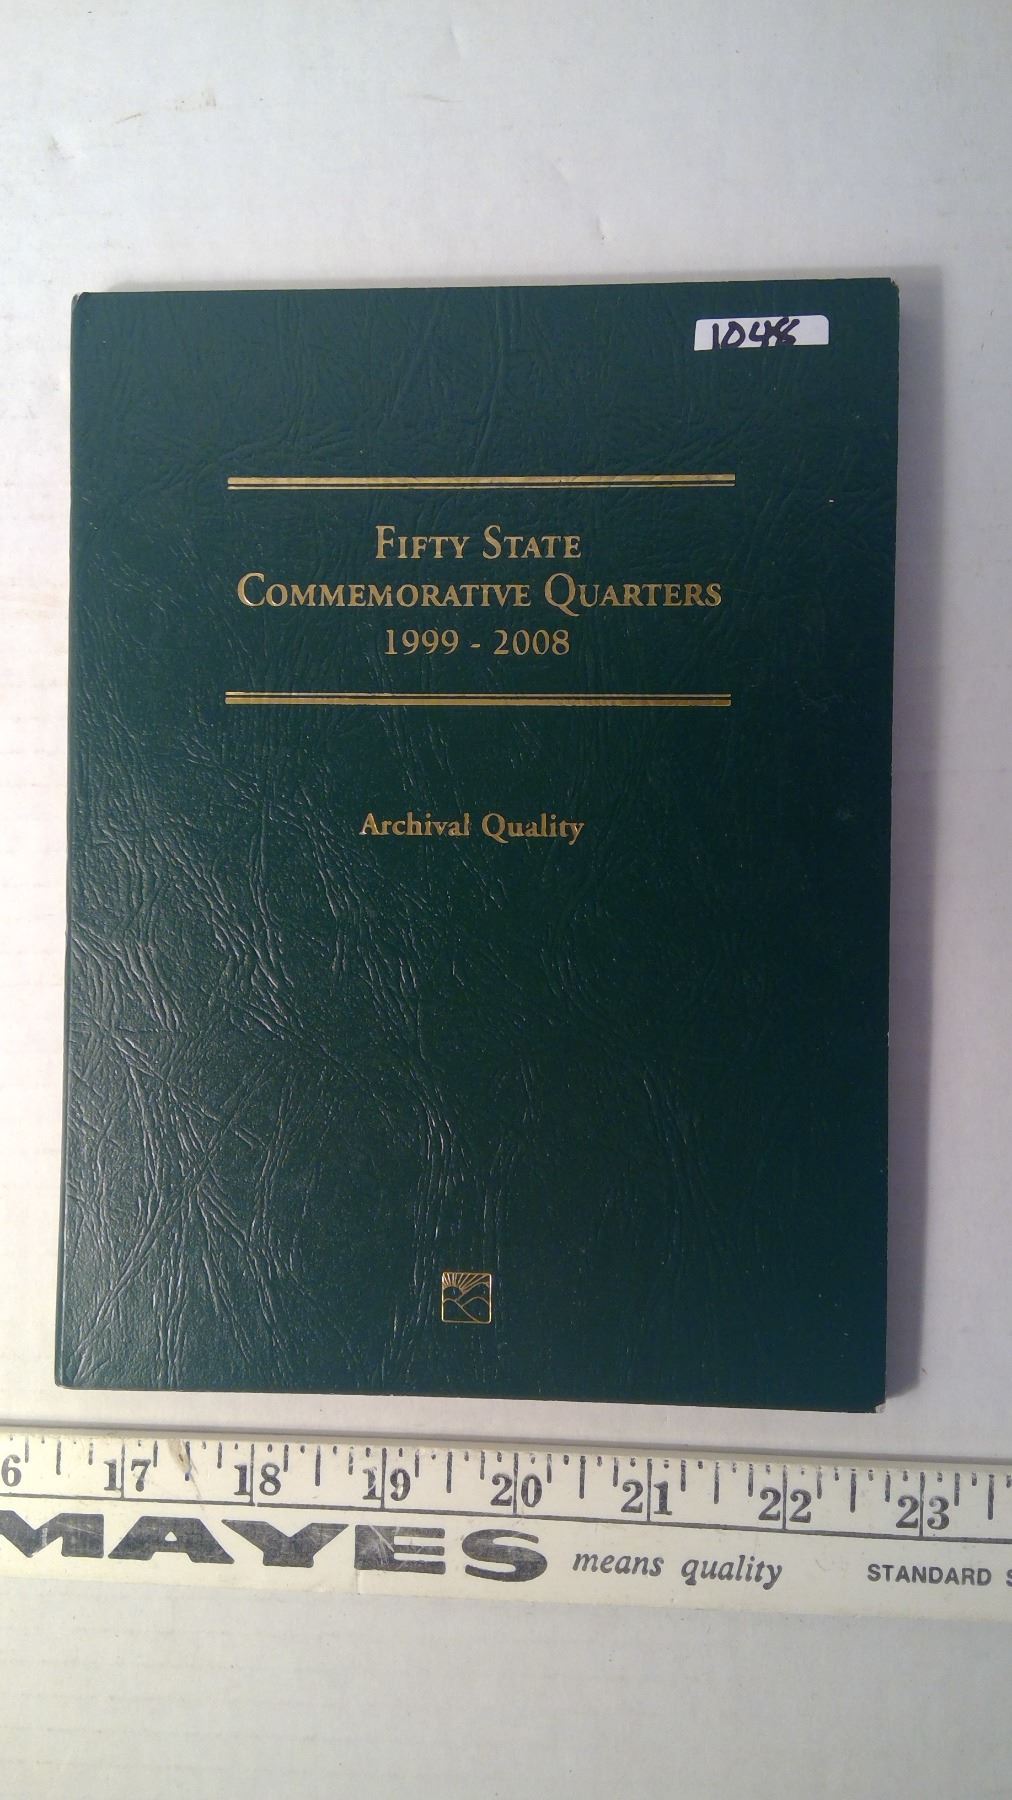 1048
FIFTY STATE
COMMEMORATIVE QUARTERS
1999 - 2008
Archival Quality
6 17 18 19 20 21 22 23
MAYES means quality STANDARD S